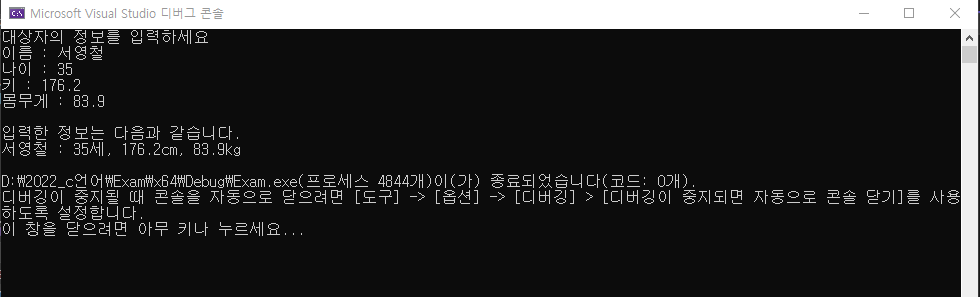 Microsoft Visual Studio 디버그 콘솔
대상자의 정보를 입력하세요
이름 : 서영철
나이 : 35
키 : 176.2
몸무게 : 83.9
입력한 정보는 다음과 같습니다.
서영철 : 35세, 176.2cm, 83.9kg
D:₩2022_c언어₩Exam₩x64₩Debug₩Exam.exe(프로세스 4844개)이(가) 종료되었습니다(코드: 0개).
디버깅이 중지될 때 콘솔을 자동으로 닫으려면 [도구] -> [옵션] -> [디버깅] > [디버깅이 중지되면 자동으로 콘솔 닫기]를 사용
하도록 설정합니다.
이 창을 닫으려면 아무 키나 누르세요...